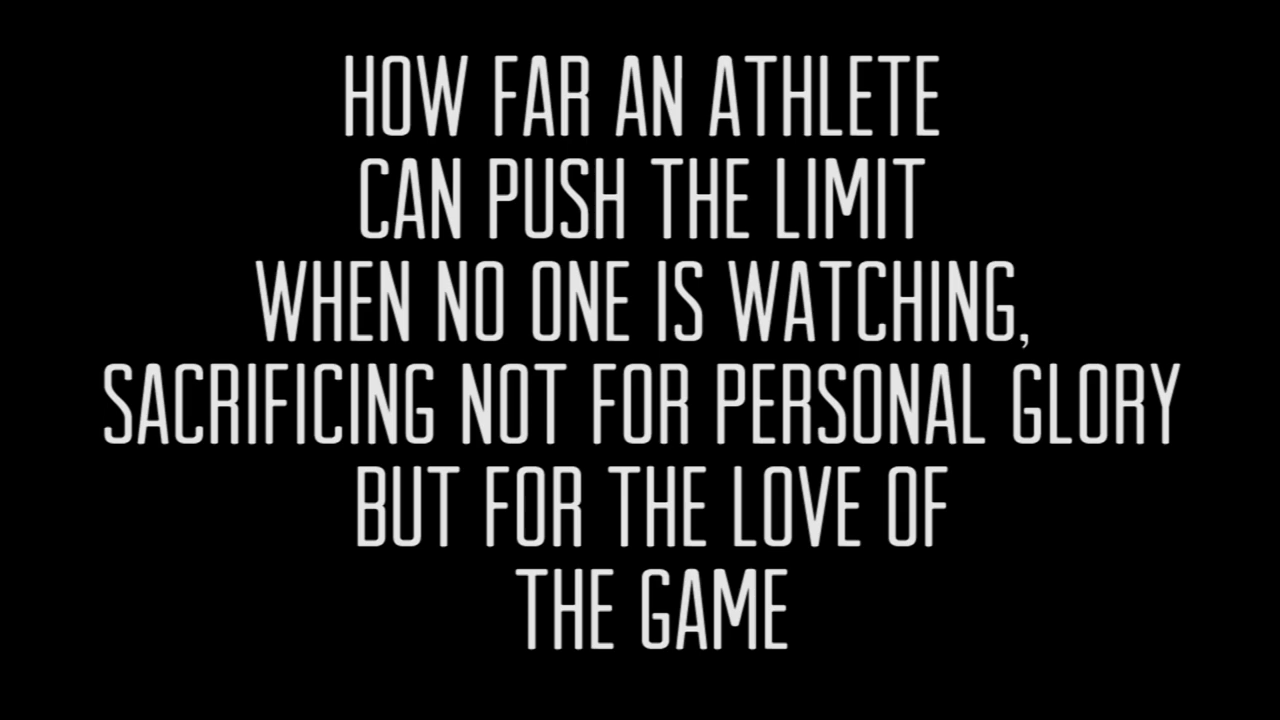 HOW FAR AN ATHLETE
CAN PUSH THE LIMIT
WHEN NO ONE IS WATCHING,
SACRIFICING NOT FOR PERSONAL GLORY
BUT FOR THE LOVE OF
THE GAME